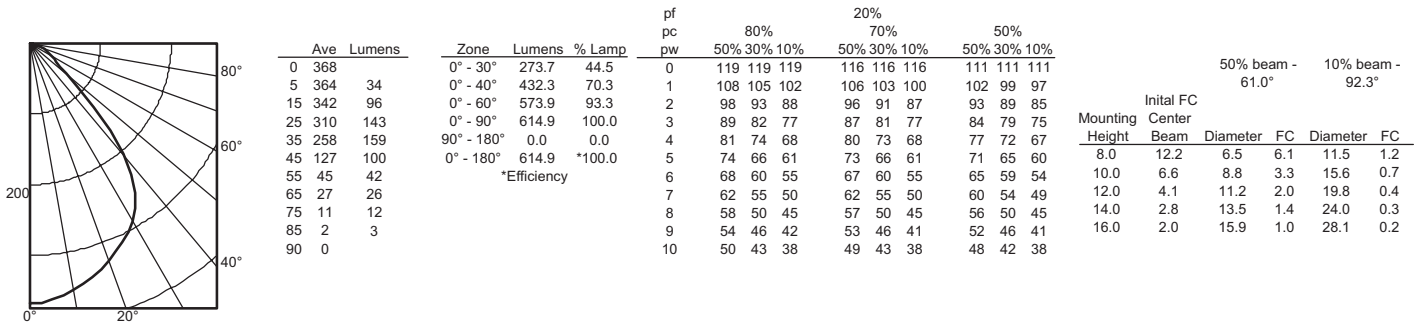 200
0°
20°
40°
60°
80°
Ave Lumens
0 368
5 364 34
15 342 96
25 310 143
35 258 159
45 127 100
55 45 42
65 27 26
75 11 12
85 2 3
90 0
Zone Lumens % Lamp
0° - 30° 273.7 44.5
0° - 40° 432.3 70.3
0° - 60° 573.9 93.3
0° - 90° 614.9 100.0
90° - 180° 0.0 0.0
0° - 180° 614.9 *100.0
*Efficiency
pf 20%
pc 80% 70% 50%
pw 50% 30% 10% 50% 30% 10% 50% 30% 10%
0 119 119 119 116 116 116 111 111 111
1 108 105 102 106 103 100 102 99 97
2 98 93 88 96 91 87 93 89 85
3 89 82 77 87 81 77 84 79 75
4 81 74 68 80 73 68 77 72 67
5 74 66 61 73 66 61 71 65 60
6 68 60 55 67 60 55 65 59 54
7 62 55 50 62 55 50 60 54 49
8 58 50 45 57 50 45 56 50 45
9 54 46 42 53 46 41 52 46 41
10 50 43 38 49 43 38 48 42 38
50% beam - 10% beam -
61.0° 92.3°
Inital FC
Mounting Center
Height Beam Diameter FC Diameter FC
8.0 12.2 6.5 6.1 11.5 1.2
10.0 6.6 8.8 3.3 15.6 0.7
12.0 4.1 11.2 2.0 19.8 0.4
14.0 2.8 13.5 1.4 24.0 0.3
16.0 2.0 15.9 1.0 28.1 0.2